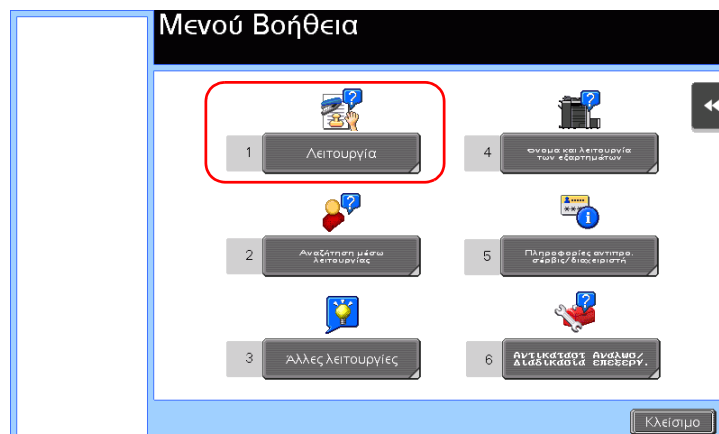 Μενού Βοήθεια
1 Λειτουργία
2 Αναζήτηση μέσω
λειτουργίας
3 Άλλες λειτουργίες
4 Όνομα και λειτουργία
των εξαρτημάτων
5 Πληροφορίες αντιπρο.
σέρβις/διαχειριστή
6 Αντικάταστ Αναλωσ/
Διαδικασία επεξεργ.
Κλείσιμο